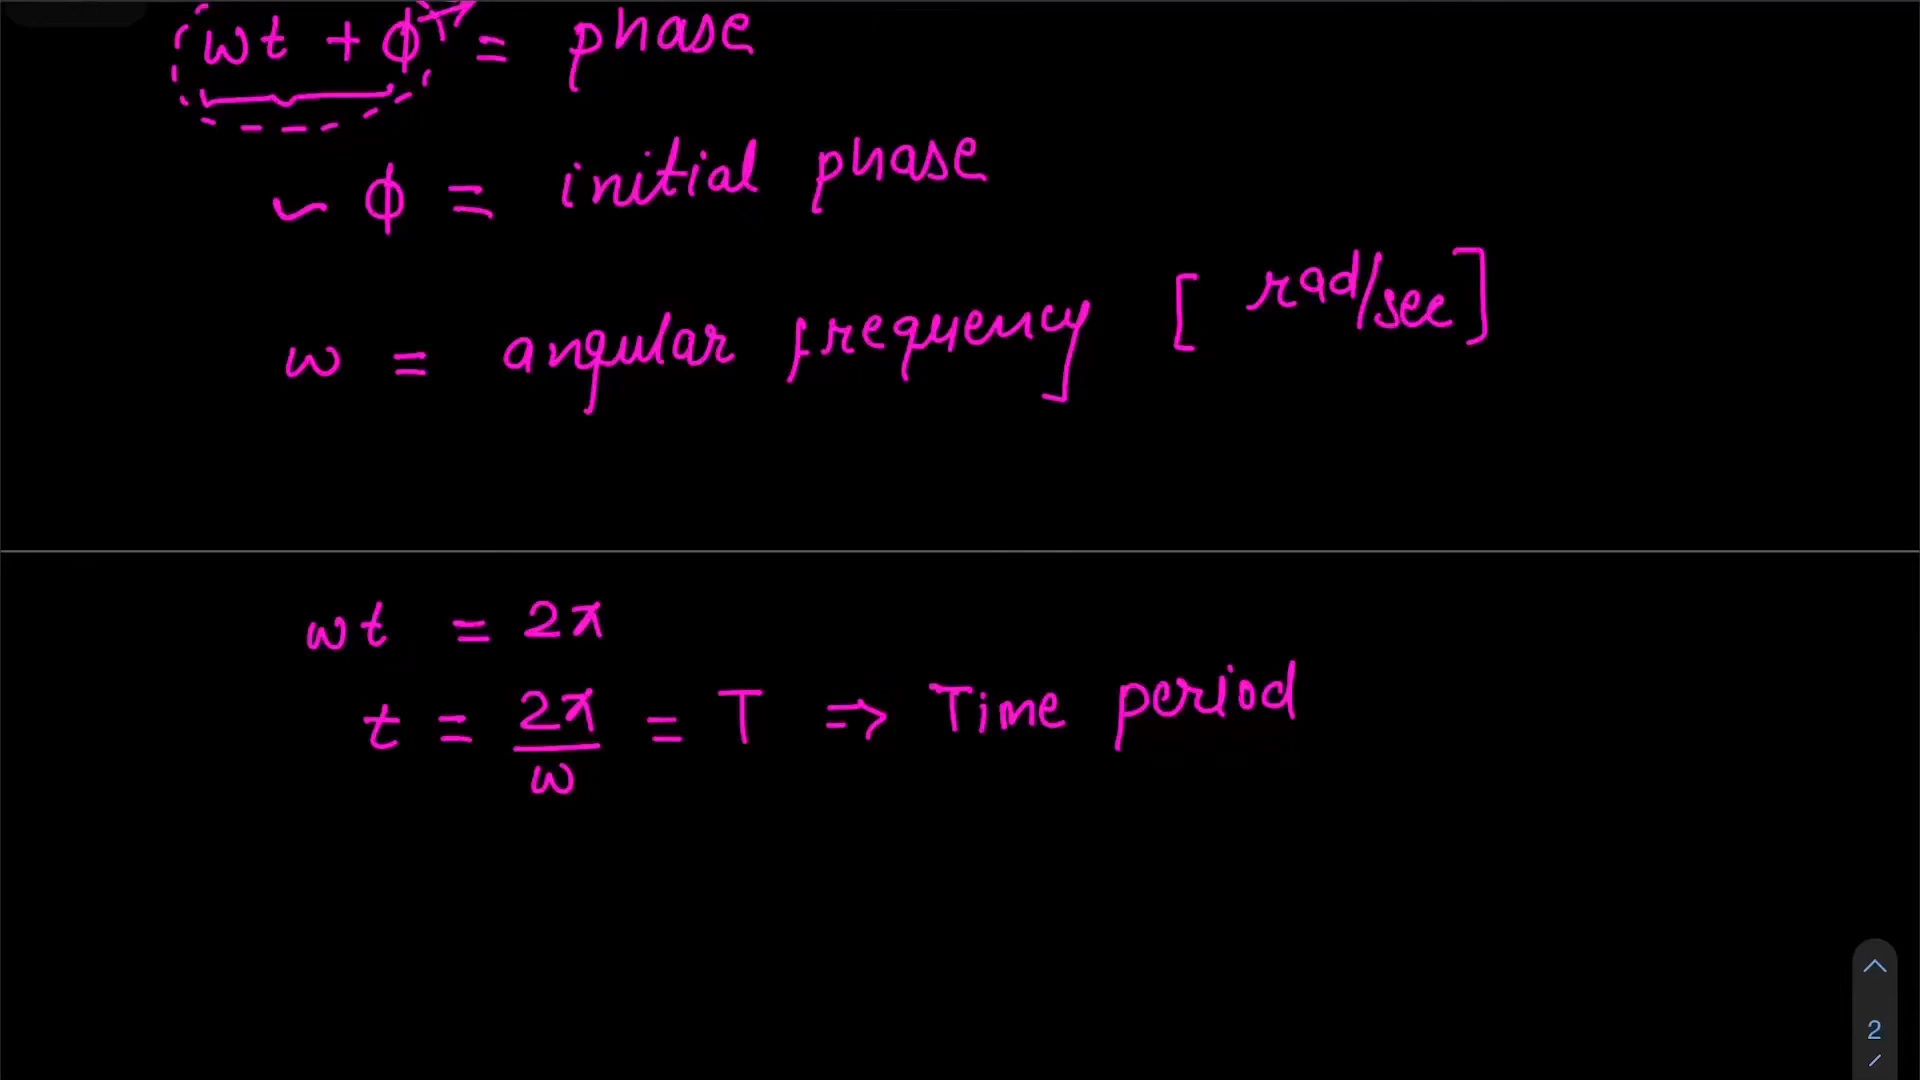 ωt + φ = phase
φ = initial phase
ω = angular frequency [rad/sec]
ωt = 2π
t = 2π/ω = T ⇒ Time period
2